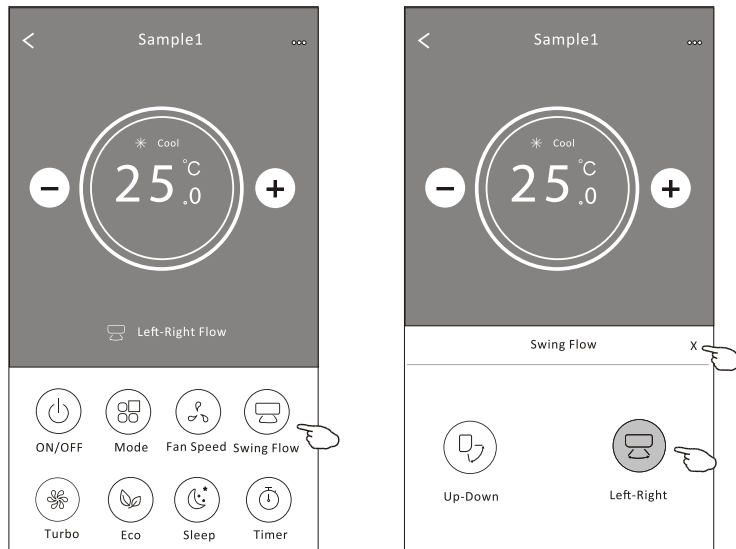 Sample1
Cool
25.0°C
Left-Right Flow
ON/OFF Mode Fan Speed Swing Flow
Turbo Eco Sleep Timer
Sample1
Cool
25.0°C
Swing Flow X
Up-Down Left-Right